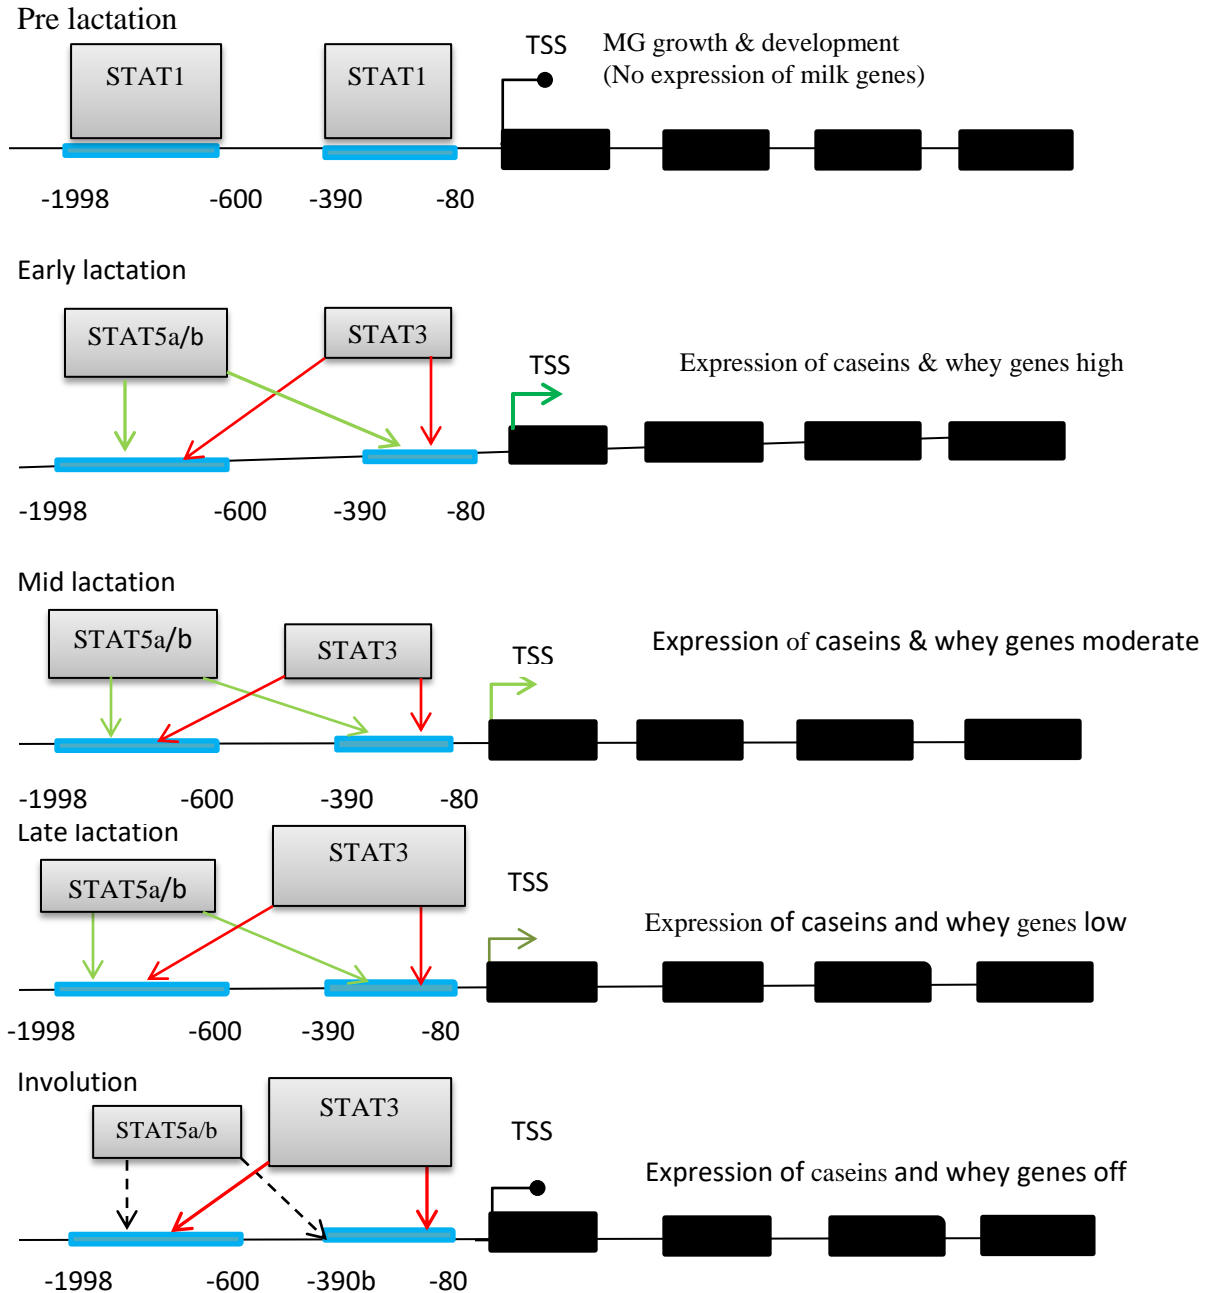 Pre lactation
STAT1
STAT1
TSS
MG growth & development
(No expression of milk genes)
-1998
-600
-390
-80
Early lactation
STAT5a/b
STAT3
TSS
Expression of caseins & whey genes high
-1998
-600
-390
-80
Mid lactation
STAT5a/b
STAT3
TSS
Expression of caseins & whey genes moderate
-1998
-600
-390
-80
Late lactation
STAT5a/b
STAT3
TSS
Expression of caseins and whey genes low
-1998
-600
-390
-80
Involution
STAT5a/b
STAT3
TSS
Expression of caseins and whey genes off
-1998
-600
-390b
-80